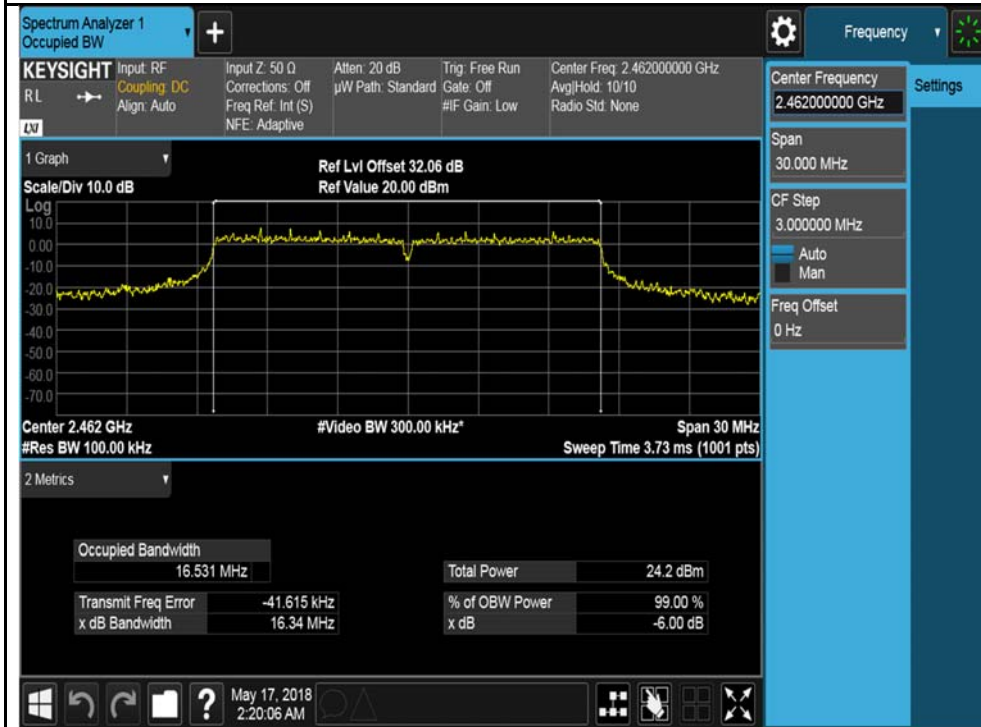 Spectrum Analyzer 1
Occupied BW
+
Frequency
KEYSIGHT
RL
LXI
Input: RF
Coupling: DC
Align: Auto
Input Z: 50 Ω
Corrections: Off
Freq Ref: Int (S)
NFE: Adaptive
Atten: 20 dB
µW Path: Standard
Trig: Free Run
Gate: Off
#IF Gain: Low
Center Freq: 2.462000000 GHz
Avg|Hold: 10/10
Radio Std: None
Center Frequency
2.462000000 GHz
Settings
Span
30.000 MHz
CF Step
3.000000 MHz
Auto
Man
Freq Offset
0 Hz
1 Graph
Scale/Div 10.0 dB
Ref Lvl Offset 32.06 dB
Ref Value 20.00 dBm
Log
10.0
0.00
-10.0
-20.0
-30.0
-40.0
-50.0
-60.0
-70.0
Center 2.462 GHz
#Video BW 300.00 kHz*
Span 30 MHz
#Res BW 100.00 kHz
Sweep Time 3.73 ms (1001 pts)
2 Metrics
Occupied Bandwidth
16.531 MHz
Total Power 24.2 dBm
Transmit Freq Error -41.615 kHz
% of OBW Power 99.00 %
x dB Bandwidth 16.34 MHz
x dB -6.00 dB
?
May 17, 2018
2:20:06 AM